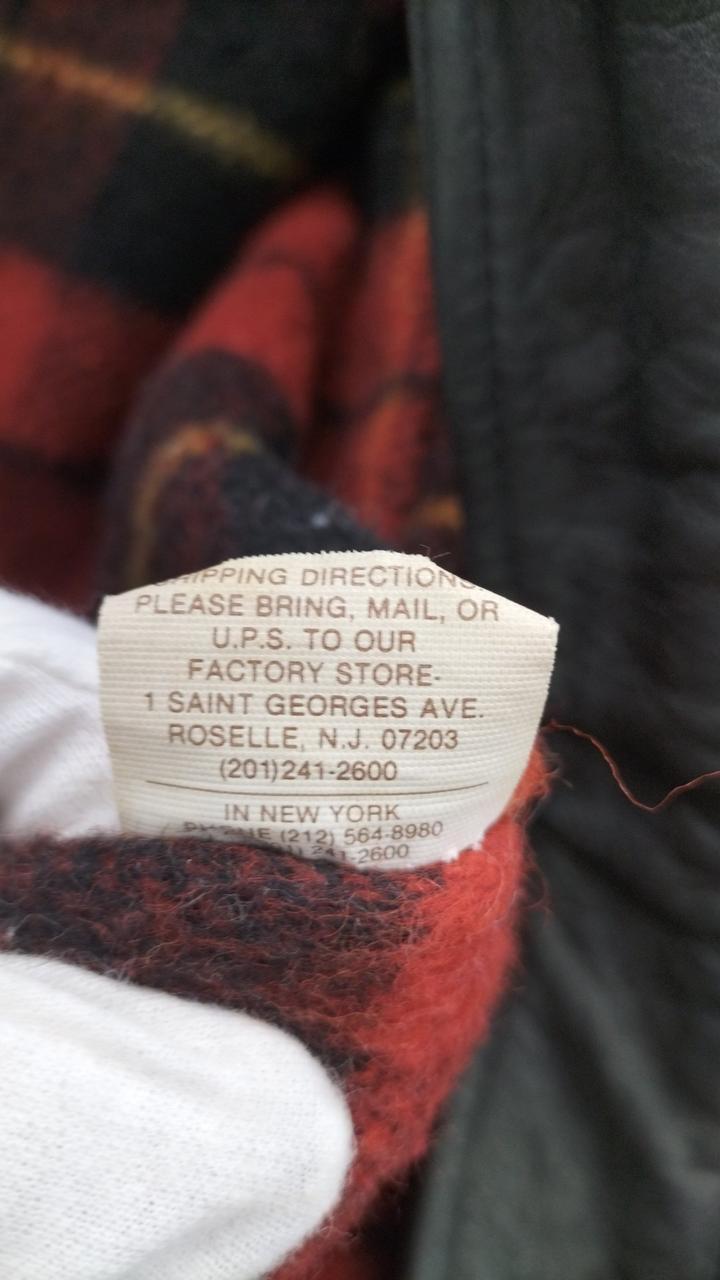 SHIPPING DIRECTIONS
PLEASE BRING, MAIL, OR
U.P.S. TO OUR
FACTORY STORE-
1 SAINT GEORGES AVE.
ROSELLE, N.J. 07203
(201)241-2600
IN NEW YORK
PHONE (212) 564-8980
241-2600